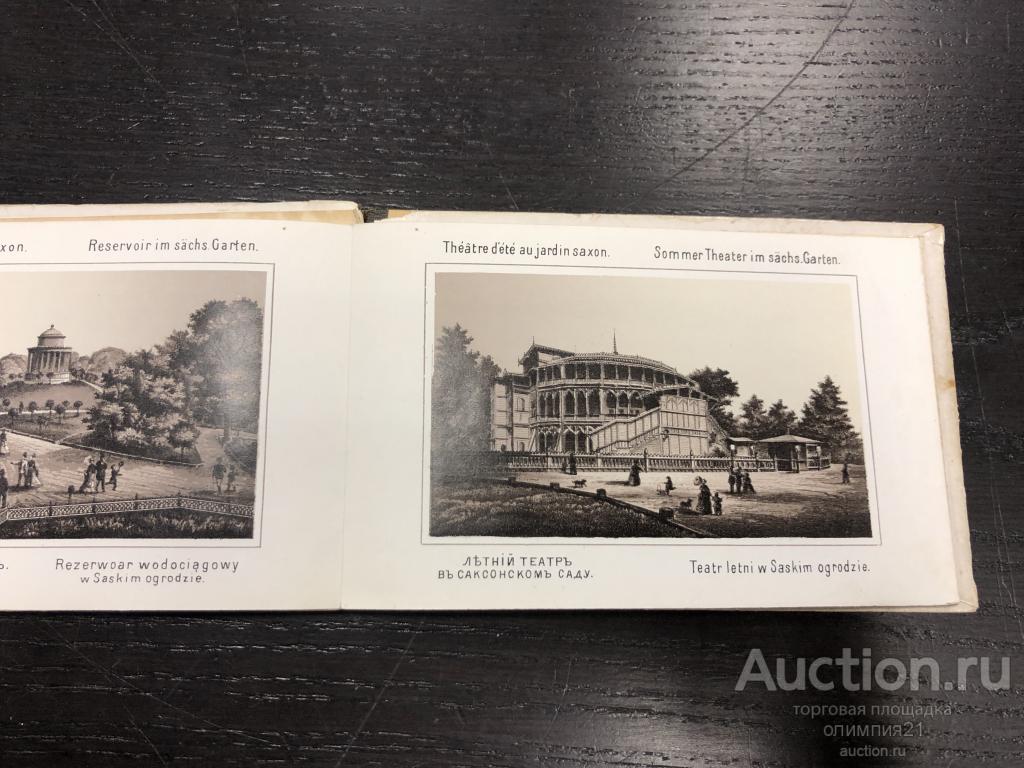 xon.
Reservoir im sächs. Garten.
ъ.
Rezerwoar wodociągowy
w Saskim ogrodzie.
Théâtre d'été au jardin saxon.
Sommer Theater im sächs. Garten.
ЛѢТНІЙ ТЕАТРЪ
ВЪ САКСОНСКОМЪ САДУ.
Teatr letni w Saskim ogrodzie.
Auction.ru
торговая площадка
олимпия21
auction.ru